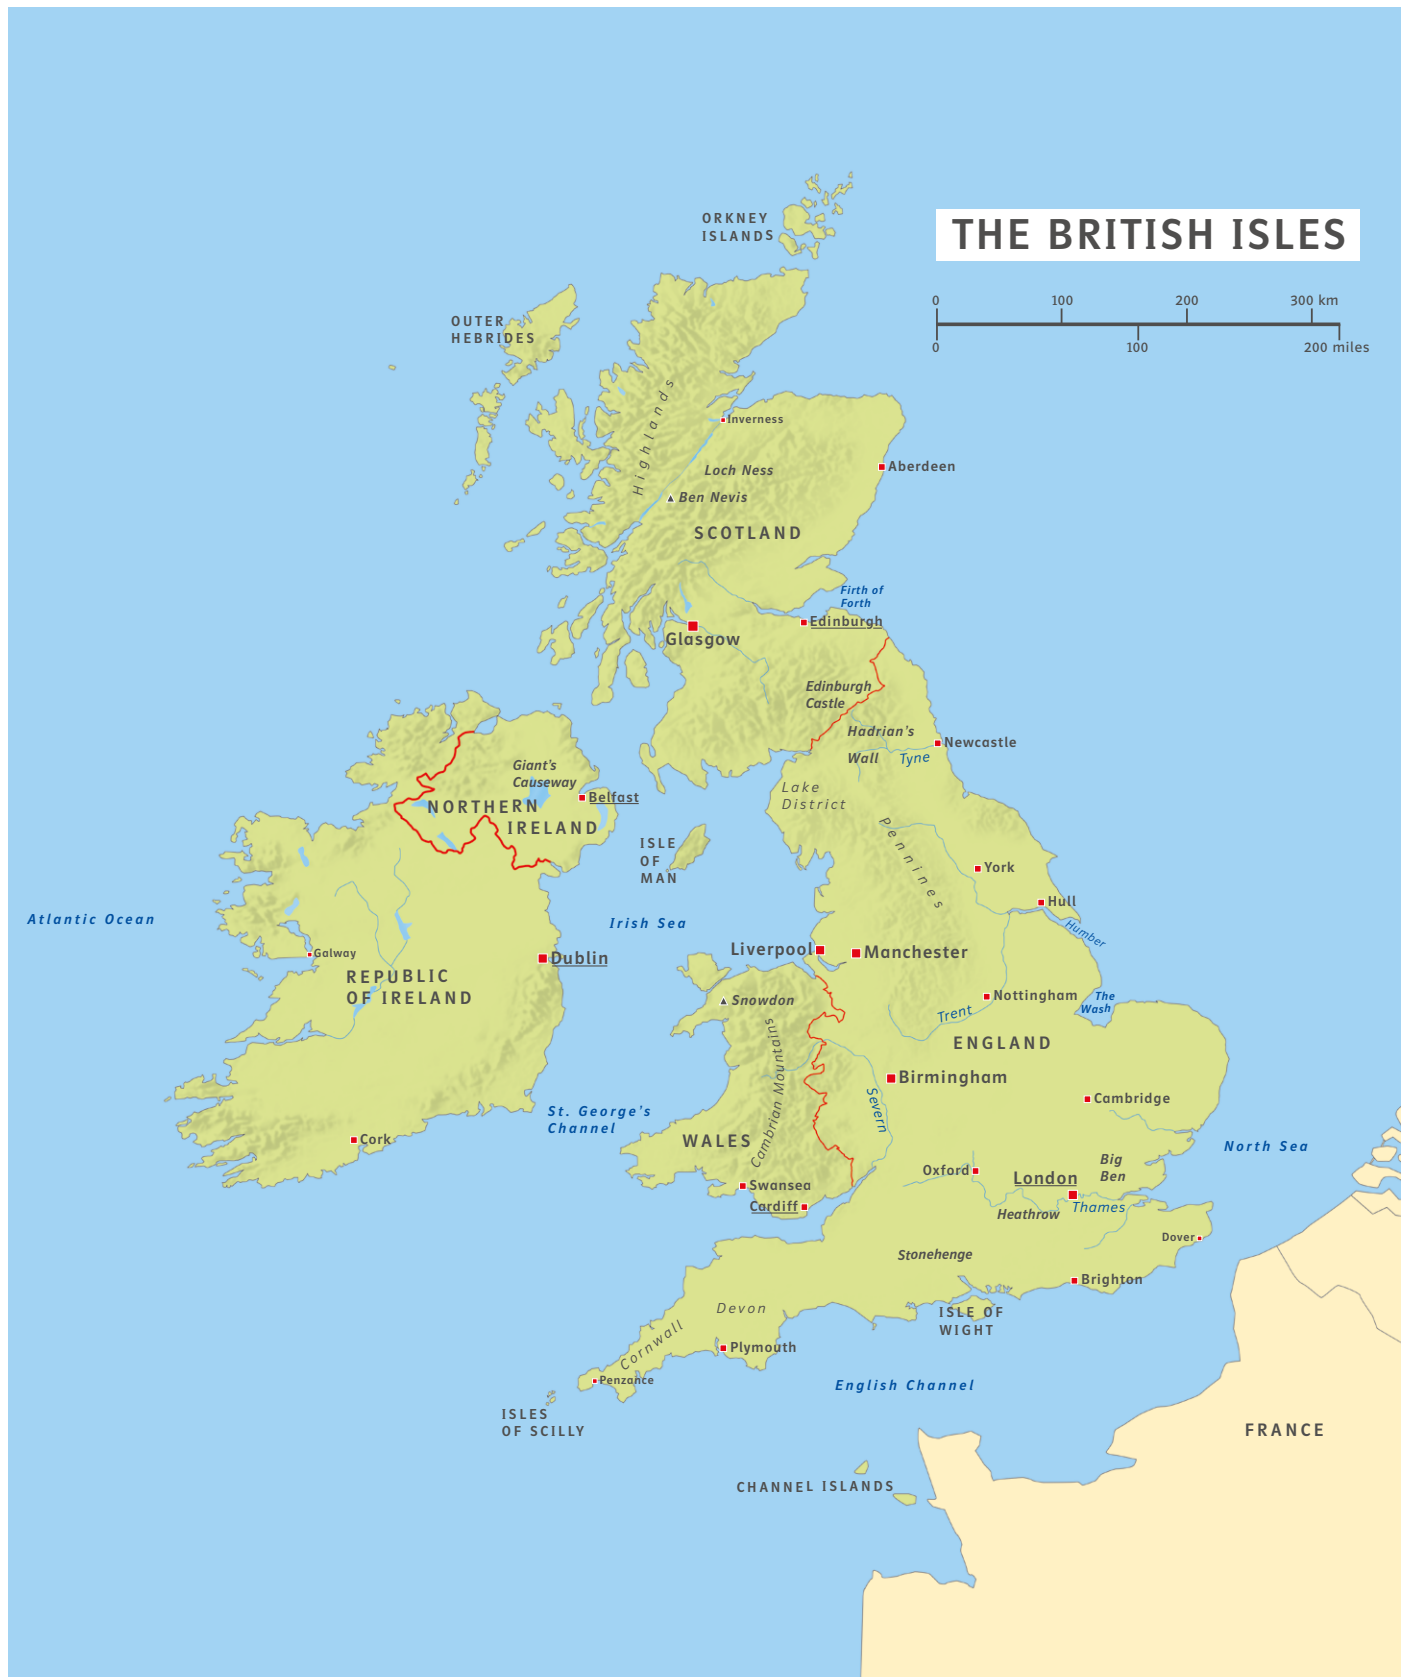 ORKNEY
ISLANDS
THE BRITISH ISLES
0 100 200 300 km
0 100 200 miles
OUTER
HEBRIDES
Highlands
Inverness
Loch Ness
Aberdeen
Ben Nevis
SCOTLAND
Firth of
Forth
Edinburgh
Glasgow
Edinburgh
Castle
Hadrian's
Wall
Newcastle
Tyne
Giant's
Causeway
Belfast
NORTHERN
IRELAND
Lake
District
Pennines
ISLE
OF
MAN
York
Hull
Humber
Atlantic Ocean
Irish Sea
Galway
Dublin
REPUBLIC
OF IRELAND
Liverpool
Manchester
Snowdon
Nottingham
The
Wash
Trent
ENGLAND
Cambrian Mountains
Birmingham
Severn
Cambridge
St. George's
Channel
Cork
WALES
North Sea
Big
Ben
Oxford
London
Swansea
Cardiff
Thames
Heathrow
Dover
Stonehenge
Brighton
Devon
ISLE OF
WIGHT
Cornwall
Plymouth
Penzance
English Channel
ISLES
OF SCILLY
FRANCE
CHANNEL ISLANDS